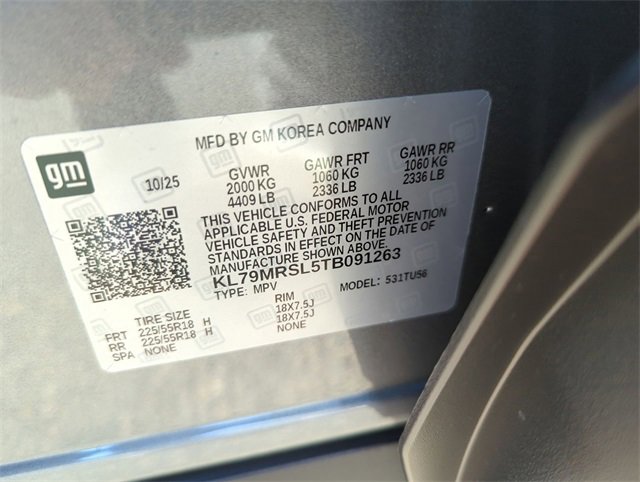 MFD BY GM KOREA COMPANY
gm
10/25
GVWR GAWR FRT GAWR RR
2000 KG 1060 KG 1060 KG
4409 LB 2336 LB 2336 LB
THIS VEHICLE CONFORMS TO ALL
APPLICABLE U.S. FEDERAL MOTOR
VEHICLE SAFETY AND THEFT PREVENTION
STANDARDS IN EFFECT ON THE DATE OF
MANUFACTURE SHOWN ABOVE.
KL79MRSL5TB091263
TYPE: MPV MODEL: 531TU56
TIRE SIZE RIM
FRT 225/55R18 H 18X7.5J
RR 225/55R18 H 18X7.5J
SPA NONE NONE